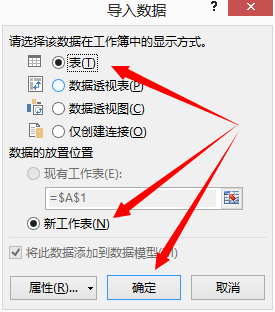 导入数据
请选择该数据在工作簿中的显示方式。
表(T)
数据透视表(P)
数据透视图(C)
仅创建连接(O)
数据的放置位置
现有工作表(E):
=$A$1
新工作表(N)
将此数据添加到数据模型(M)
属性(R)...
确定
取消